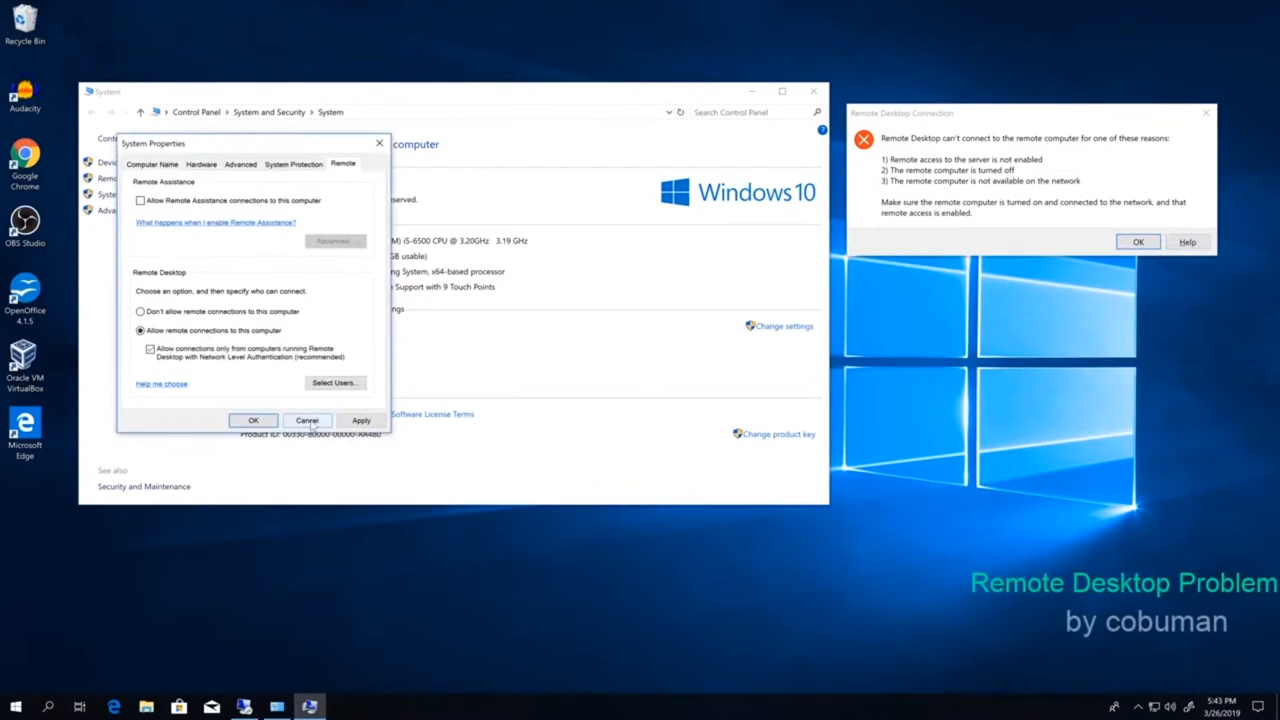 Recycle Bin
Audacity
Google
Chrome
OBS Studio
OpenOffice
4.1.5
Oracle VM
VirtualBox
Microsoft
Edge
System
Control Panel
System and Security
System
Search Control Panel
System Properties
Computer Name
Hardware
Advanced
System Protection
Remote
Remote Assistance
Allow Remote Assistance connections to this computer
What happens when I enable Remote Assistance?
Advanced...
Remote Desktop
Choose an option, and then specify who can connect.
Don't allow remote connections to this computer
Allow remote connections to this computer
Allow connections only from computers running Remote
Desktop with Network Level Authentication (recommended)
Help me choose
Select Users...
OK
Cancel
Apply
computer
served.
Windows 10
M) i5-6500 CPU @ 3.20GHz 3.19 GHz
GB usable)
ing System, x64-based processor
Support with 9 Touch Points
ngs
Change settings
Software License Terms
Change product key
See also
Security and Maintenance
Remote Desktop Connection
Remote Desktop can't connect to the remote computer for one of these reasons:
1) Remote access to the server is not enabled
2) The remote computer is turned off
3) The remote computer is not available on the network
Make sure the remote computer is turned on and connected to the network, and that
remote access is enabled.
OK
Help
Remote Desktop Problem
by cobuman
5:43 PM
3/26/2019